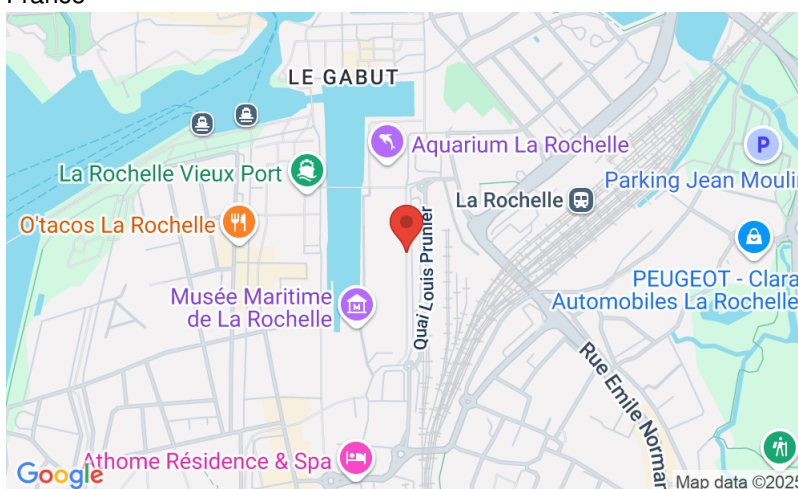 France
LE GABUT
Aquarium La Rochelle
La Rochelle Vieux Port
La Rochelle
P
Parking Jean Moulin
O'tacos La Rochelle
Quai Louis Prunier
PEUGEOT - Clara
Automobiles La Rochelle
Musée Maritime
de La Rochelle
M
Rue Emile Norman
Athome Résidence & Spa
Google
Map data ©2025